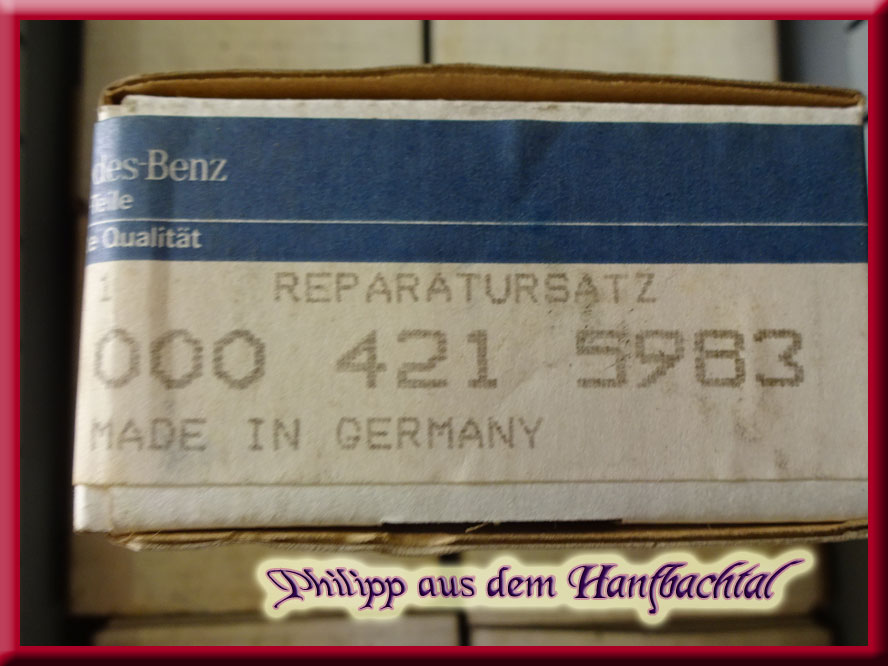 des-Benz
Teile
e Qualität
1 REPARATURSATZ
000 421 5983
MADE IN GERMANY
Philipp aus dem Hanfbachtal